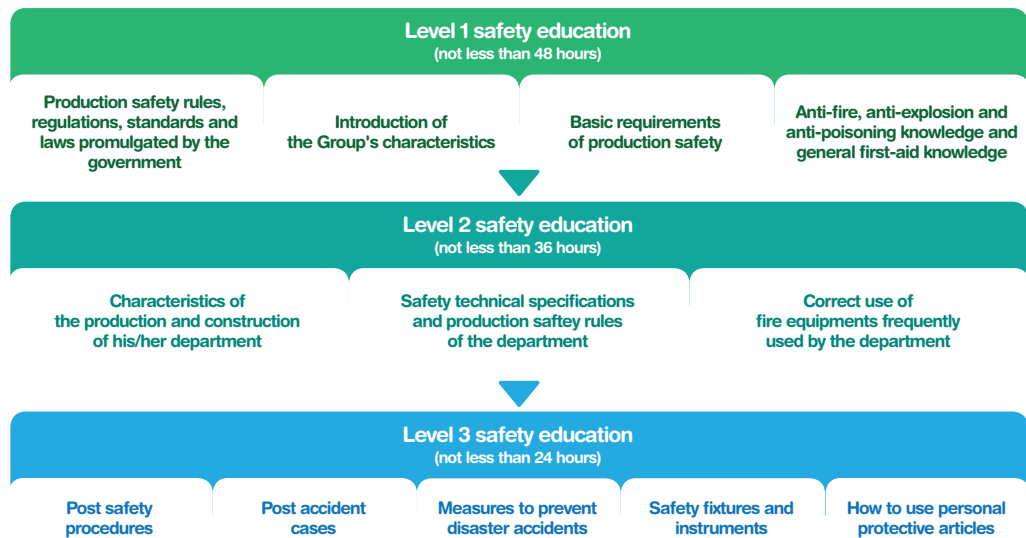 Level 1 safety education
(not less than 48 hours)
Production safety rules,
regulations, standards and
laws promulgated by the
government
Introduction of
the Group's characteristics
Basic requirements
of production safety
Anti-fire, anti-explosion and
anti-poisoning knowledge and
general first-aid knowledge
Level 2 safety education
(not less than 36 hours)
Characteristics of
the production and construction
of his/her department
Safety technical specifications
and production saftey rules
of the department
Correct use of
fire equipments frequently
used by the department
Level 3 safety education
(not less than 24 hours)
Post safety
procedures
Post accident
cases
Measures to prevent
disaster accidents
Safety fixtures and
instruments
How to use personal
protective articles